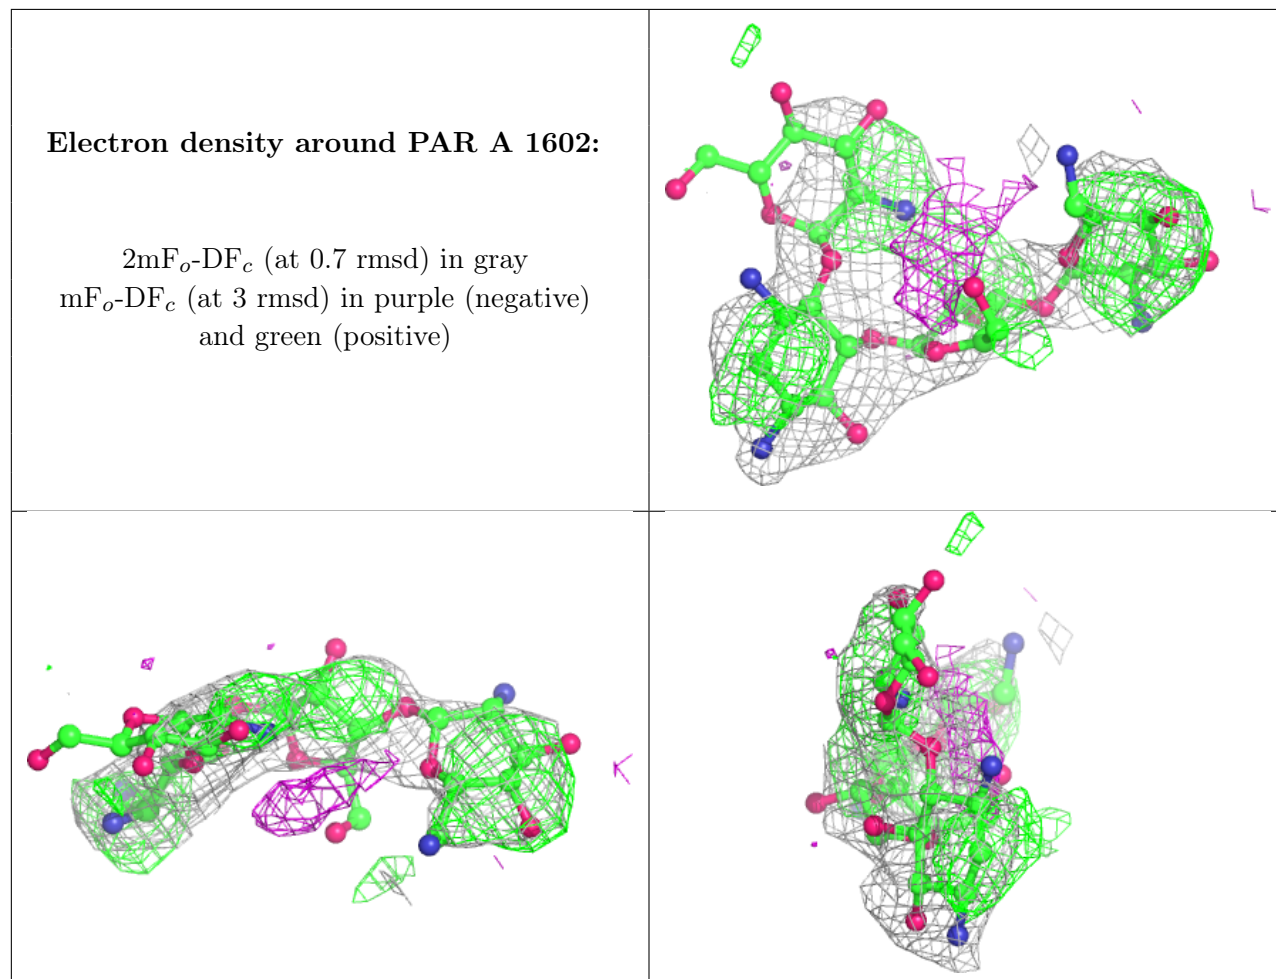 Electron density around PAR A 1602:
2mFo-DFc (at 0.7 rmsd) in gray
mFo-DFc (at 3 rmsd) in purple (negative)
and green (positive)